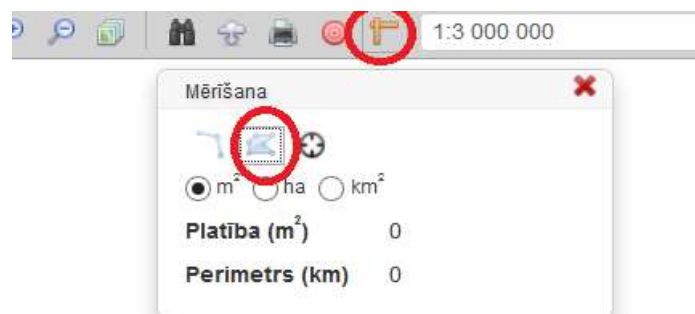 1:3 000 000
Mērīšana
m² ha km²
Platība (m²) 0
Perimetrs (km) 0